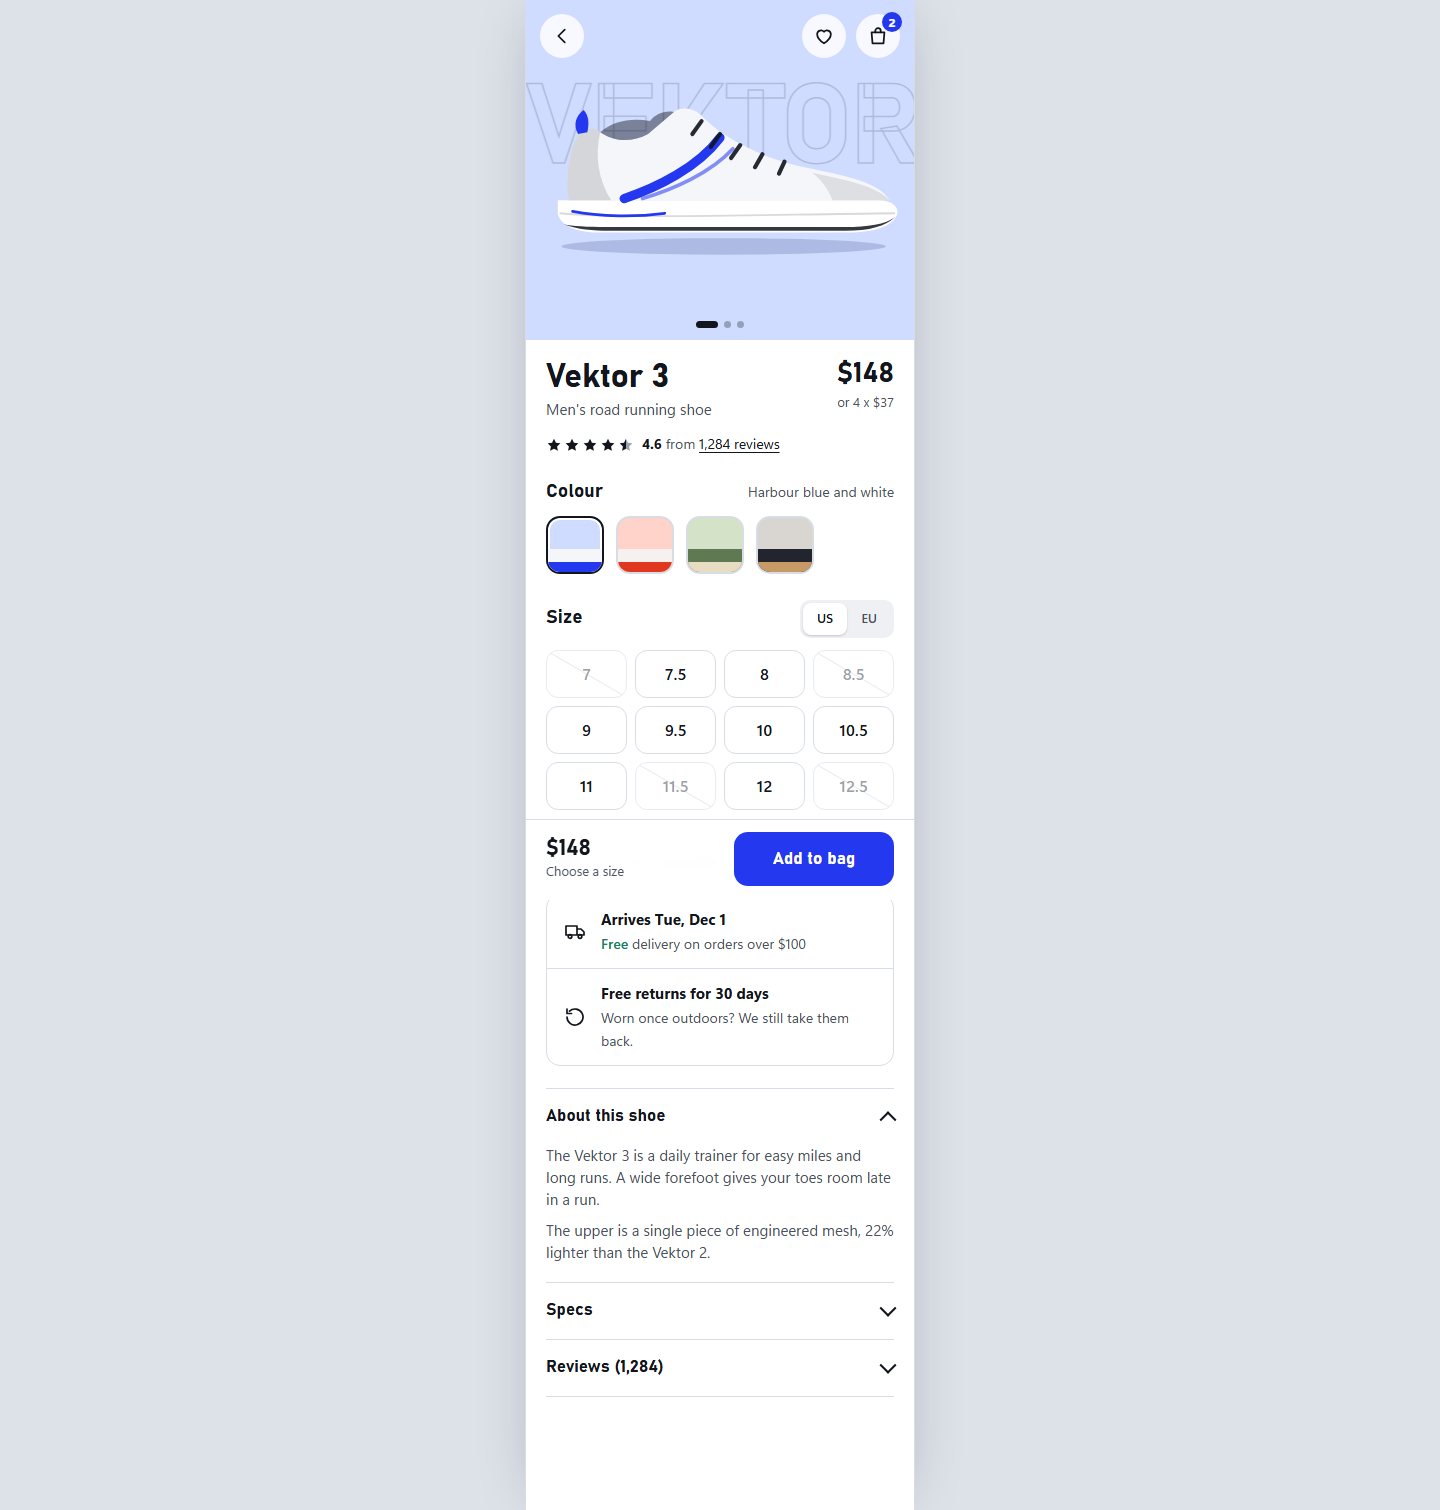 2
VEKTOR
Vektor 3
$148
Men's road running shoe
or 4 x $37
4.6 from 1,284 reviews
Colour
Harbour blue and white
Size
US
EU
7
7.5
8
8.5
9
9.5
10
10.5
11
11.5
12
12.5
$148
Choose a size
Add to bag
Arrives Tue, Dec 1
Free delivery on orders over $100
Free returns for 30 days
Worn once outdoors? We still take them
back.
About this shoe
The Vektor 3 is a daily trainer for easy miles and
long runs. A wide forefoot gives your toes room late
in a run.
The upper is a single piece of engineered mesh, 22%
lighter than the Vektor 2.
Specs
Reviews (1,284)